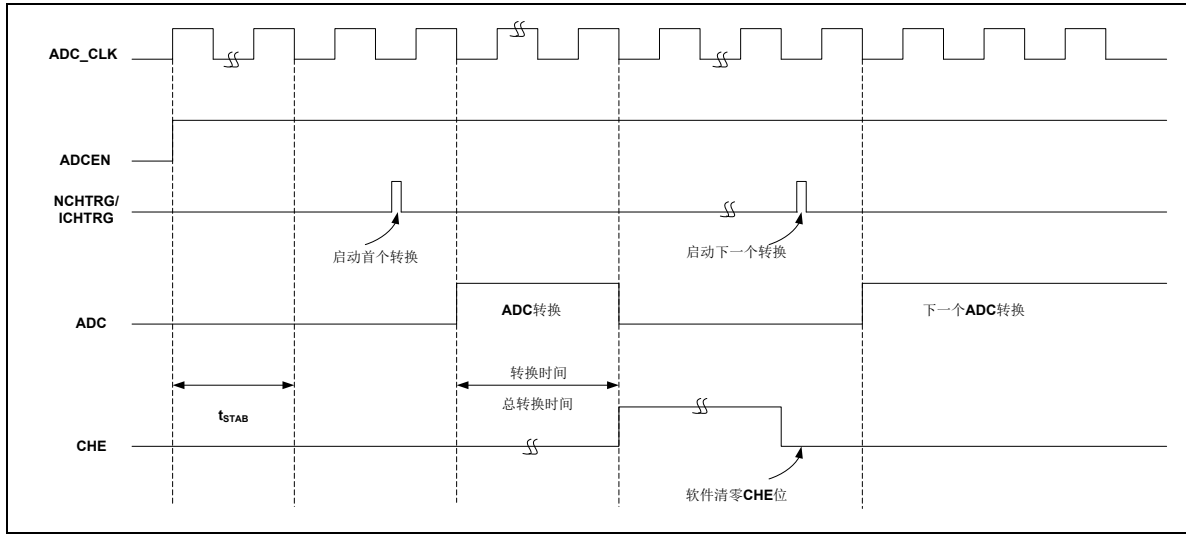 ADC_CLK
ADCEN
NCHTRG/
ICHTRG
启动首个转换
启动下一个转换
ADC
ADC转换
下一个ADC转换
转换时间
总转换时间
tSTAB
CHE
软件清零CHE位